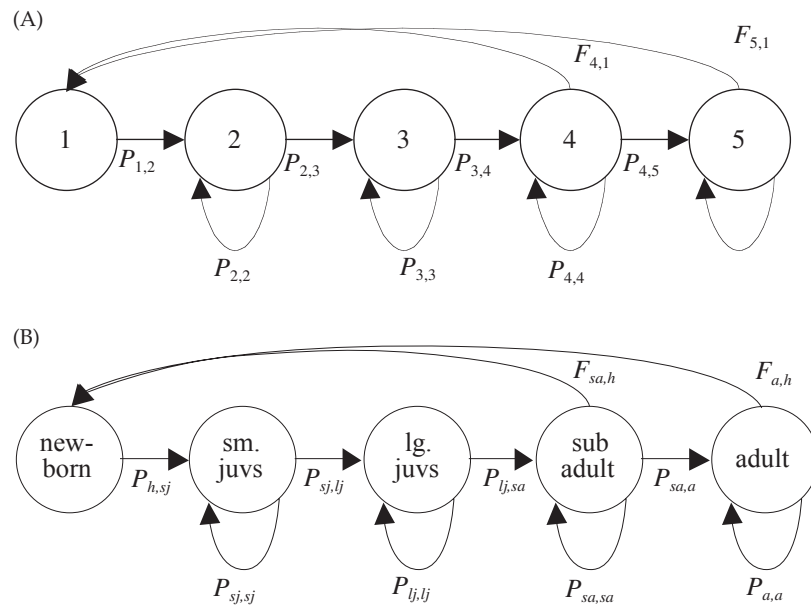 (A)
F4,1 F5,1
1 2 3 4 5
P1,2 P2,3 P3,4 P4,5
P2,2 P3,3 P4,4
(B)
Fsa,h Fa,h
new- sm. lg. sub adult
born juvs juvs adult
Ph,sj Psj,lj Plj,sa Psa,a
Psj,sj Plj,lj Psa,sa Pa,a